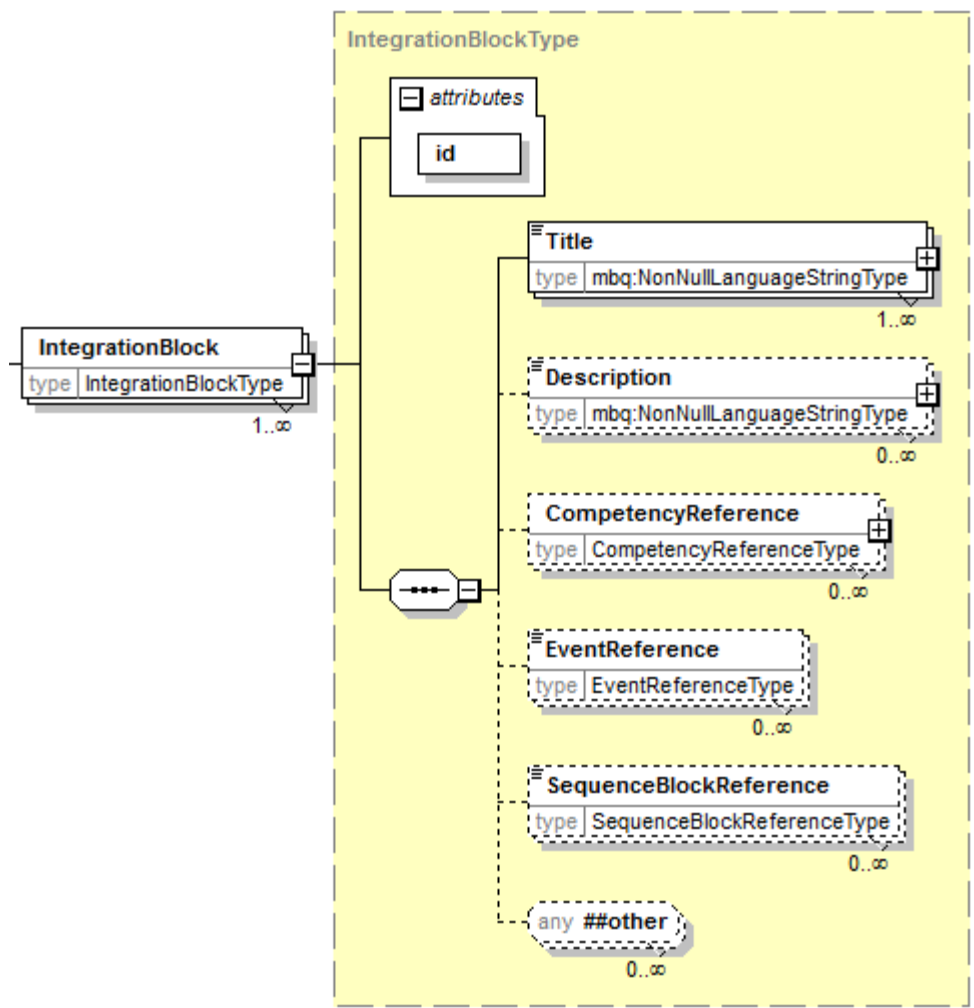 IntegrationBlockType
attributes
id
Title
type mbq:NonNullLanguageStringType
1..∞
IntegrationBlock
type IntegrationBlockType
1..∞
Description
type mbq:NonNullLanguageStringType
0..∞
CompetencyReference
type CompetencyReferenceType
0..∞
EventReference
type EventReferenceType
0..∞
SequenceBlockReference
type SequenceBlockReferenceType
0..∞
any ##other
0..∞